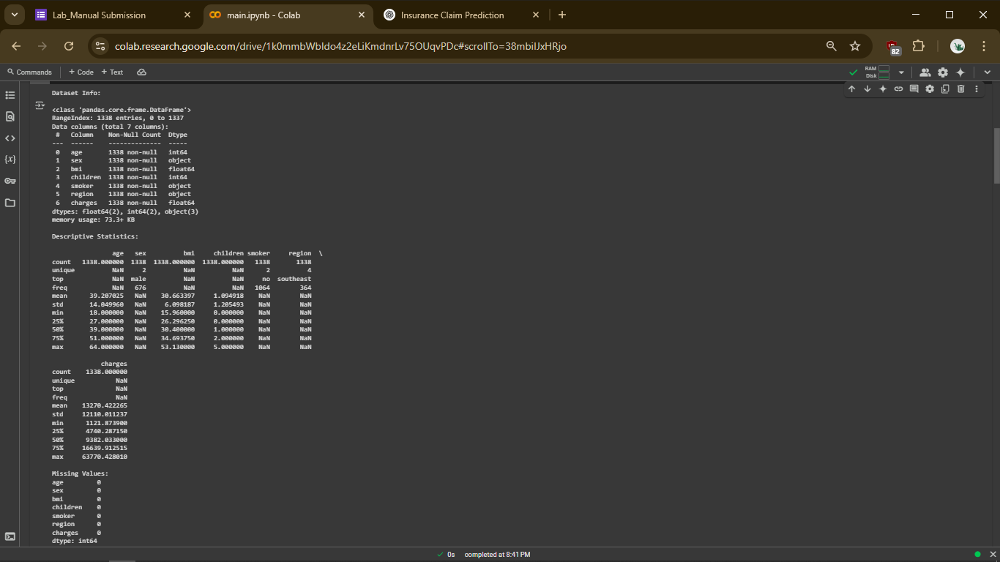 Lab_Manual Submission
main.ipynb - Colab
Insurance Claim Prediction
colab.research.google.com/drive/1k0mmbWbIdo4z2eLiKmdnrLv75OUqvPDc#scrollTo=38mbiIJxHRjo
82
Commands + Code + Text
RAM
Disk
Dataset Info:
<class 'pandas.core.frame.DataFrame'>
RangeIndex: 1338 entries, 0 to 1337
Data columns (total 7 columns):
# Column Non-Null Count Dtype
--- ------ -------------- -----
0 age 1338 non-null int64
1 sex 1338 non-null object
2 bmi 1338 non-null float64
3 children 1338 non-null int64
4 smoker 1338 non-null object
5 region 1338 non-null object
6 charges 1338 non-null float64
dtypes: float64(2), int64(2), object(3)
memory usage: 73.3+ KB
Descriptive Statistics:
age sex bmi children smoker region \
count 1338.000000 1338 1338.000000 1338.000000 1338 1338
unique NaN 2 NaN NaN 2 4
top NaN male NaN NaN no southeast
freq NaN 676 NaN NaN 1064 364
mean 39.207025 NaN 30.663397 1.094918 NaN NaN
std 14.049960 NaN 6.098187 1.205493 NaN NaN
min 18.000000 NaN 15.960000 0.000000 NaN NaN
25% 27.000000 NaN 26.296250 0.000000 NaN NaN
50% 39.000000 NaN 30.400000 1.000000 NaN NaN
75% 51.000000 NaN 34.693750 2.000000 NaN NaN
max 64.000000 NaN 53.130000 5.000000 NaN NaN
charges
count 1338.000000
unique NaN
top NaN
freq NaN
mean 13270.422265
std 12110.011237
min 1121.873900
25% 4740.287150
50% 9382.033000
75% 16639.912515
max 63770.428010
Missing Values:
age 0
sex 0
bmi 0
children 0
smoker 0
region 0
charges 0
dtype: int64
0s completed at 8:41 PM